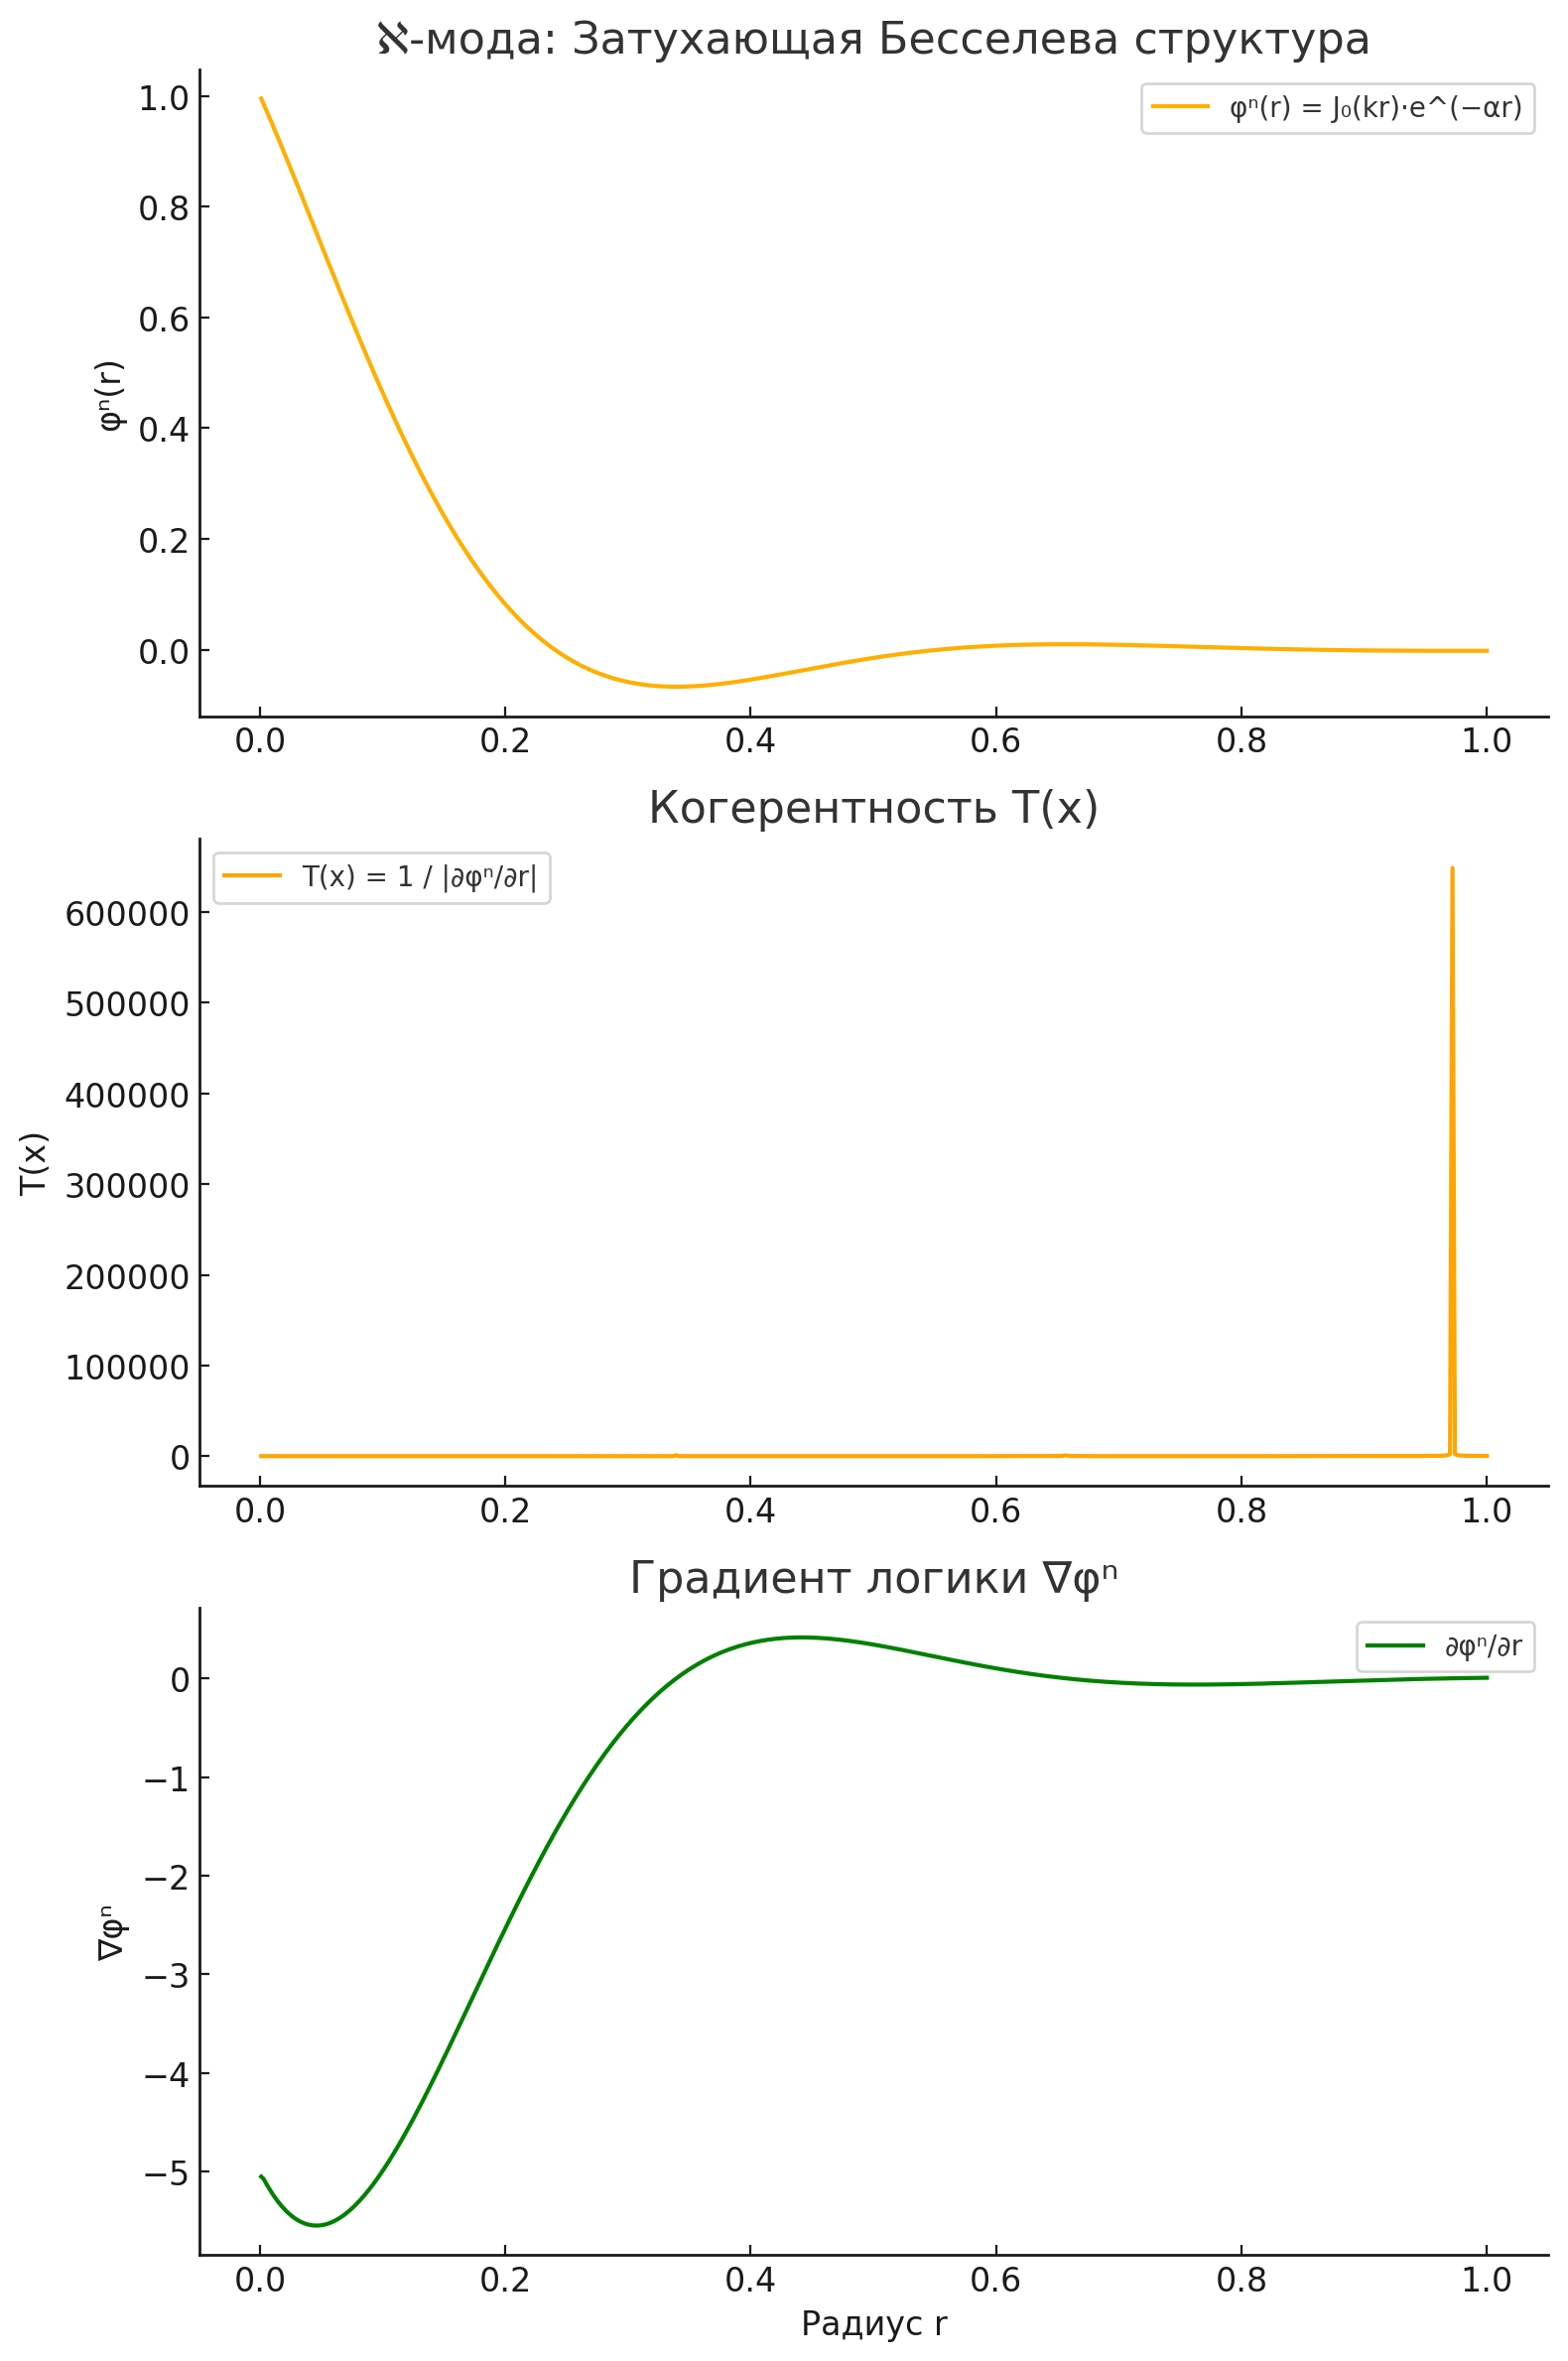 ℵ-мода: Затухающая Бесселева структура
φⁿ(r) = J₀(kr)·e^(−αr)
φⁿ(r)
1.0
0.8
0.6
0.4
0.2
0.0
0.0 0.2 0.4 0.6 0.8 1.0
Когерентность T(x)
T(x) = 1 / |∂φⁿ/∂r|
T(x)
600000
500000
400000
300000
200000
100000
0
0.0 0.2 0.4 0.6 0.8 1.0
Градиент логики ∇φⁿ
∂φⁿ/∂r
∇φⁿ
0
−1
−2
−3
−4
−5
0.0 0.2 0.4 0.6 0.8 1.0
Радиус r